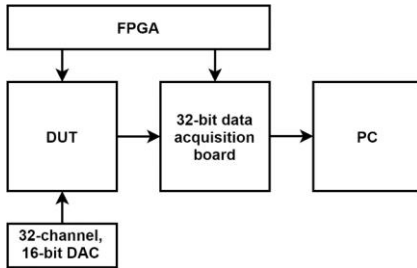 FPGA
DUT
32-bit data
acquisition
board
PC
32-channel,
16-bit DAC